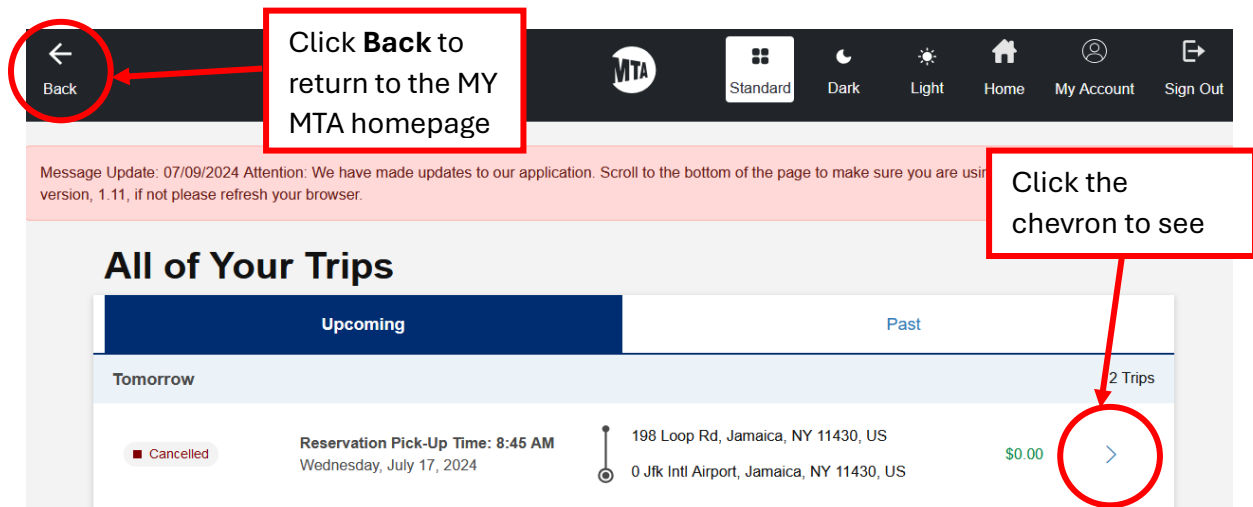 Back
Click Back to
return to the MY
MTA homepage
MTA
Standard
Dark
Light
Home
My Account
Sign Out
Message Update: 07/09/2024 Attention: We have made updates to our application. Scroll to the bottom of the page to make sure you are
version, 1.11, if not please refresh your browser.
Click the
chevron to see
All of Your Trips
Upcoming
Past
Tomorrow
2 Trips
Cancelled
Reservation Pick-Up Time: 8:45 AM
Wednesday, July 17, 2024
198 Loop Rd, Jamaica, NY 11430, US
0 Jfk Intl Airport, Jamaica, NY 11430, US
$0.00